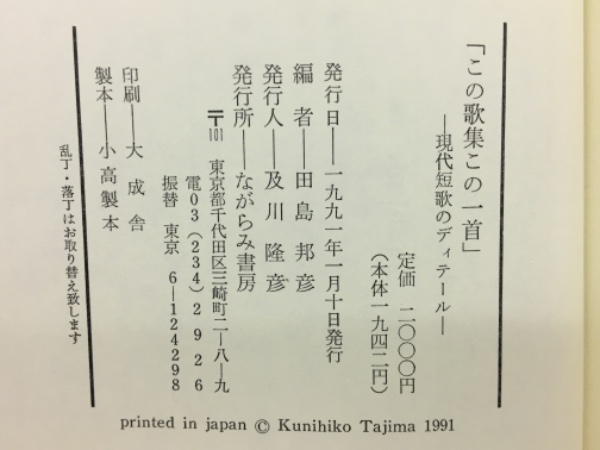 「この歌集この一首」
―現代短歌のディテール―
定価 二〇〇〇円
(本体一九四二円)
発行日――一九九一年一月十日発行
編者――田島邦彦
発行人――及川隆彦
発行所――ながらみ書房
〒101 東京都千代田区三崎町二―八―九
電03(234)2926
振替 東京 6―124298
印刷――大成舎
製本――小高製本
乱丁・落丁はお取り替え致します
printed in japan © Kunihiko Tajima 1991